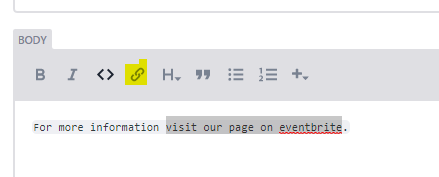 BODY
B I <> H
For more information visit our page on eventbrite.